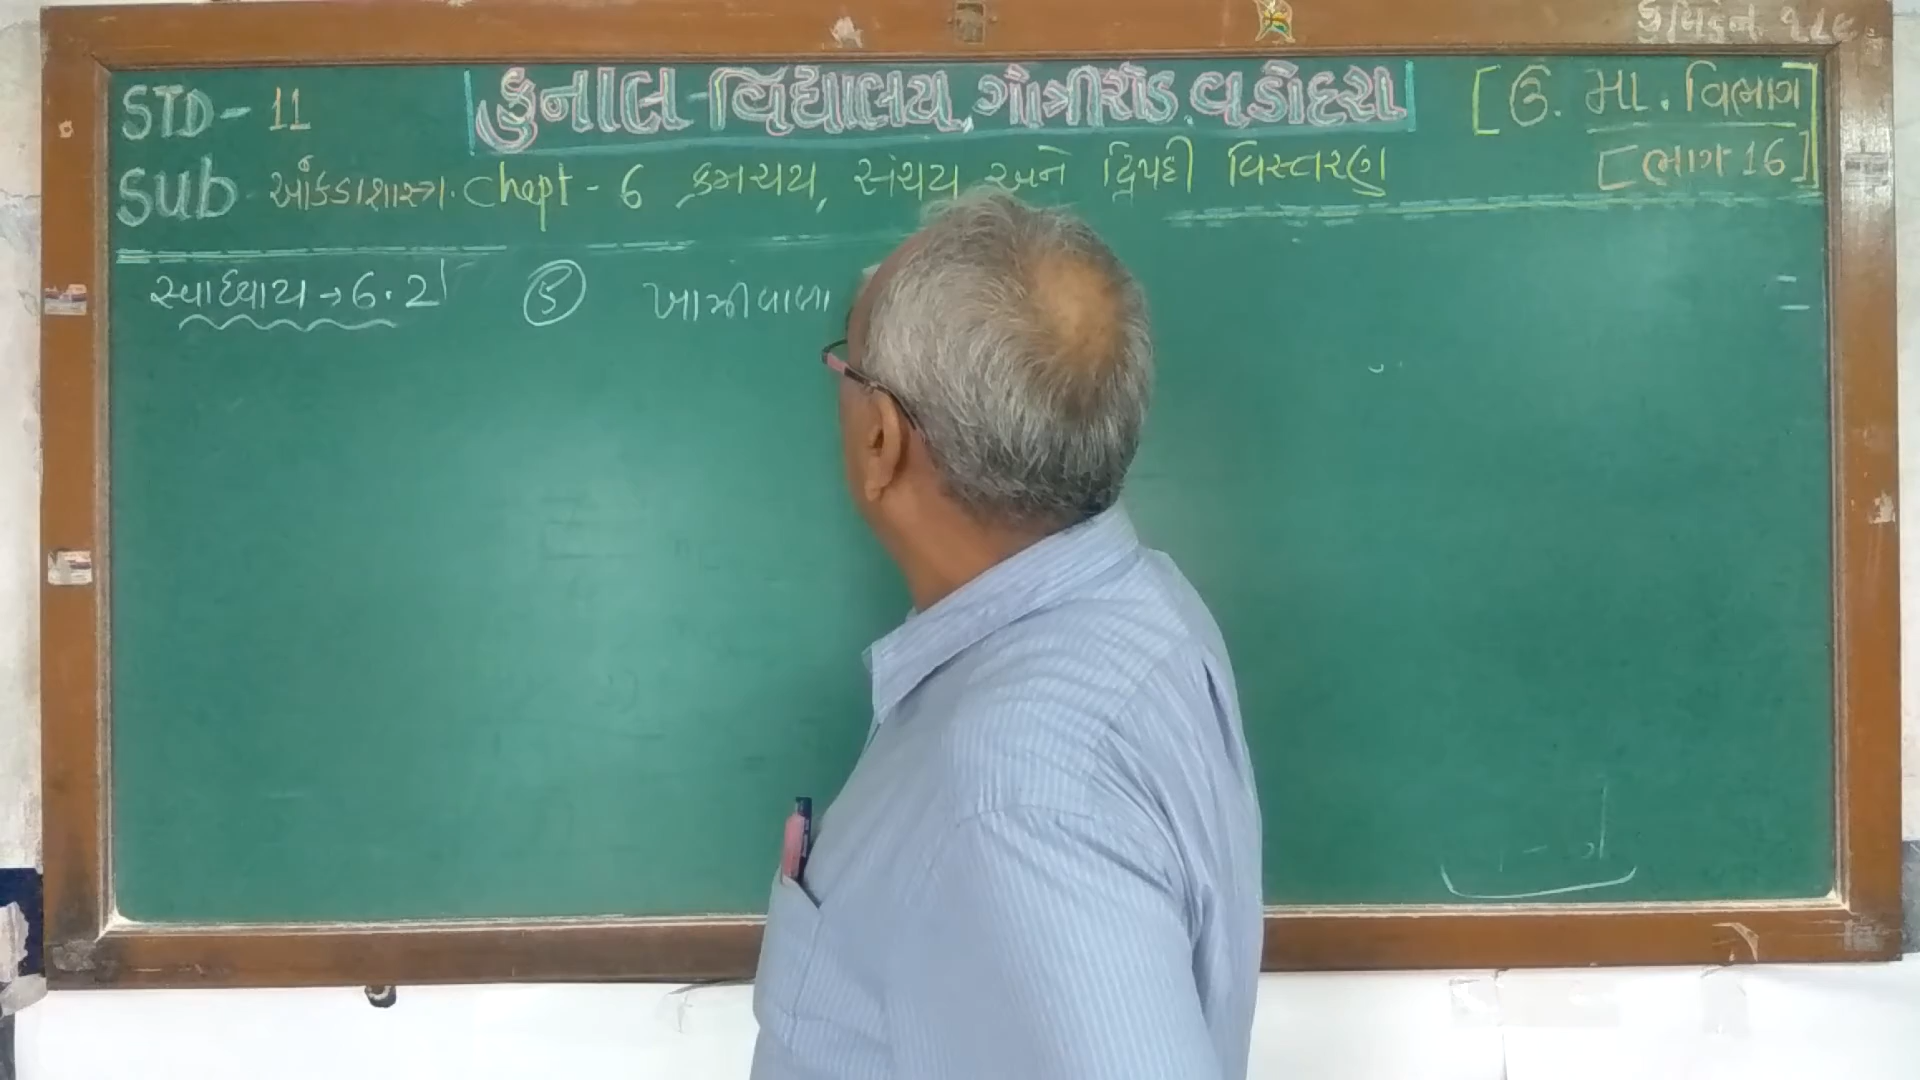 કુનાલ વિદ્યાલય, ગોત્રીરોડ, વડોદરા
STD - 11
[ઉ. મા. વિભાગ]
Sub આંકડાશાસ્ત્ર. Chapt - 6 ક્રમચય, સંચય અને દ્વિપદી વિસ્તરણ
[ભાગ 16]
સ્વાધ્યાય → 6.2 ⑤ ખામીવાળા